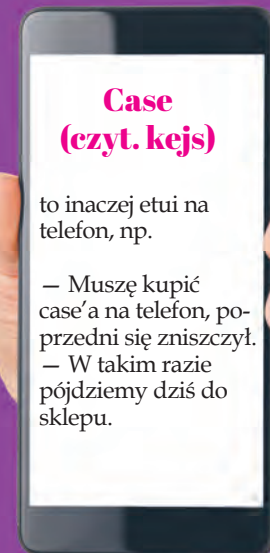 Case
(czyt. kejs)
to inaczej etui na
telefon, np.
— Muszę kupić
case’a na telefon, po-
przedni się zniszczył.
— W takim razie
pójdziemy dziś do
sklepu.